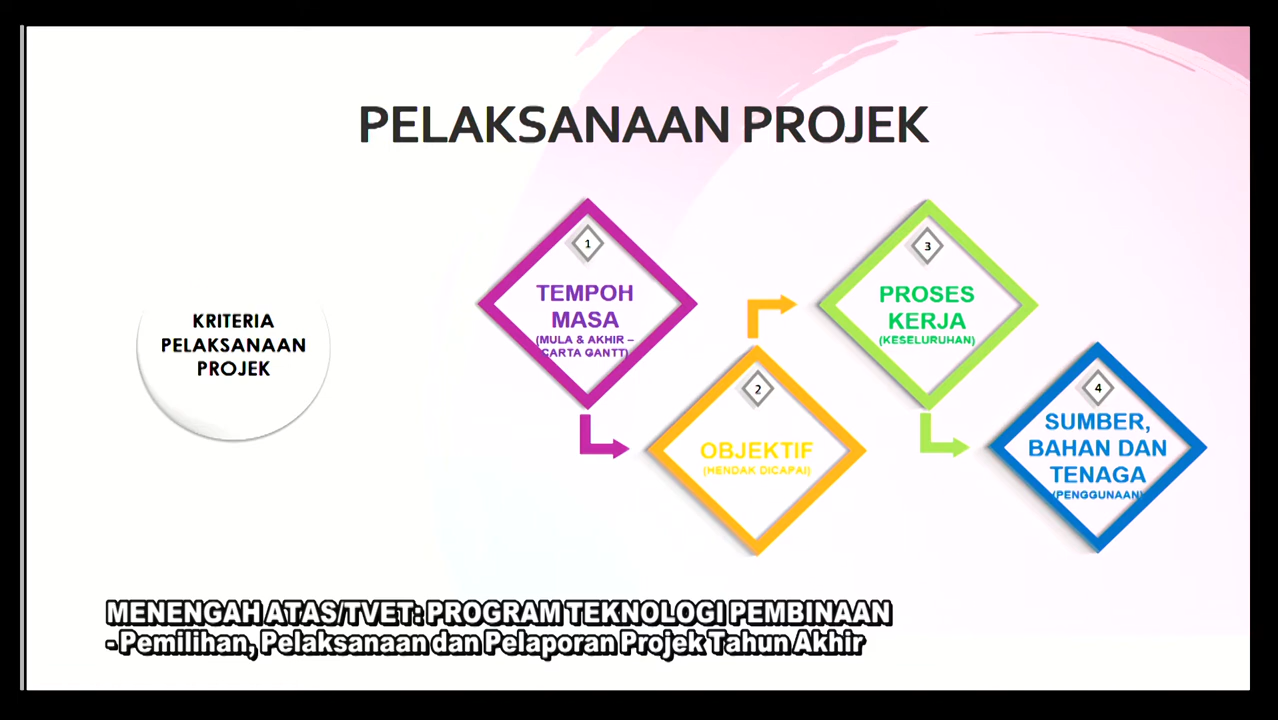 PELAKSANAAN PROJEK
KRITERIA
PELAKSANAAN
PROJEK
1
TEMPOH
MASA
(MULA & AKHIR –
CARTA GANTT)
2
OBJEKTIF
(HENDAK DICAPAI)
3
PROSES
KERJA
(KESELURUHAN)
4
SUMBER,
BAHAN DAN
TENAGA
(PENGGUNAAN)
MENENGAH ATAS/TVET: PROGRAM TEKNOLOGI PEMBINAAN
- Pemilihan, Pelaksanaan dan Pelaporan Projek Tahun Akhir